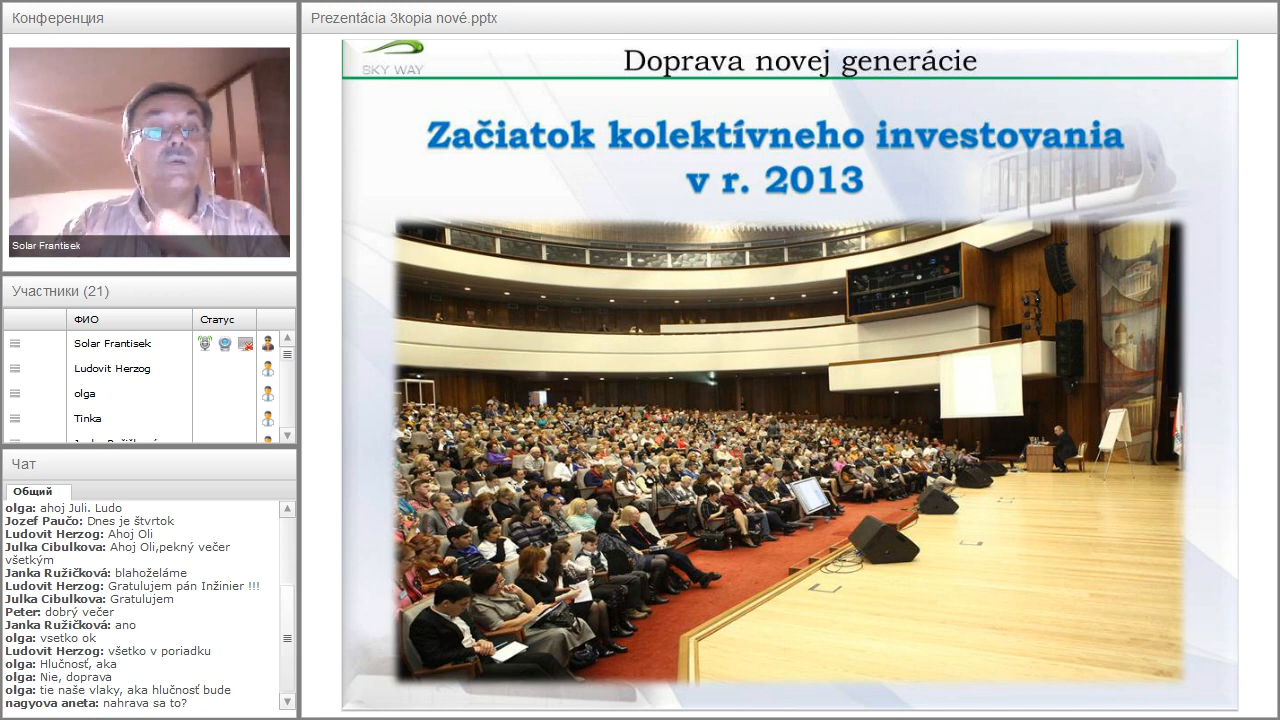 Конференция
Solar Frantisek
Участники (21)
ФИО
Статус
Solar Frantisek
Ludovit Herzog
olga
Tinka
Чат
Общий
olga: ahoj Juli. Ludo
Jozef Paučo: Dnes je štvrtok
Ludovit Herzog: Ahoj Oli
Julka Cibulkova: Ahoj Oli,pekný večer
všetkým
Janka Ružičková: blahoželáme
Ludovit Herzog: Gratulujem pán Inžinier !!!
Julka Cibulkova: Gratulujem
Peter: dobrý večer
Janka Ružičková: ano
olga: vsetko ok
Ludovit Herzog: všetko v poriadku
olga: Hlučnosť, aka
olga: Nie, doprava
olga: tie naše vlaky, aka hlučnosť bude
nagyova aneta: nahrava sa to?
Prezentácia 3kopia nové.pptx
SKY WAY
Doprava novej generácie
Začiatok kolektívneho investovania
v r. 2013